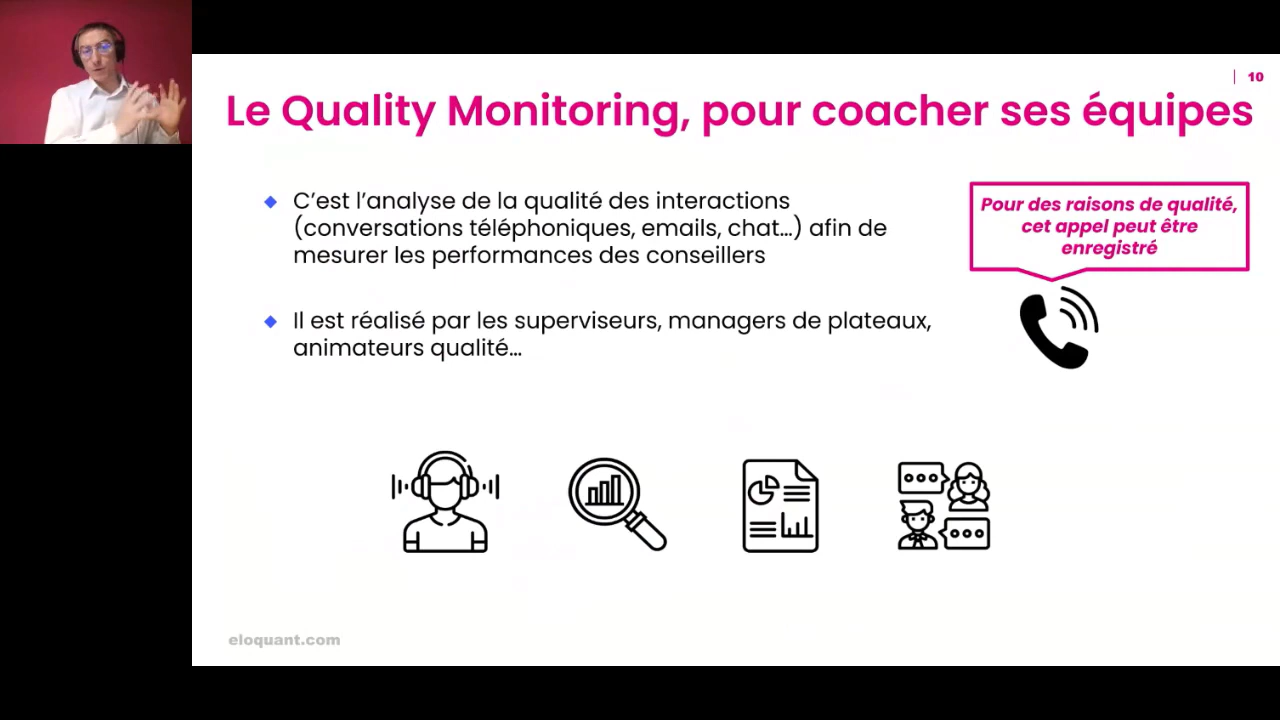 10
Le Quality Monitoring, pour coacher ses équipes
C’est l’analyse de la qualité des interactions
(conversations téléphoniques, emails, chat…) afin de
mesurer les performances des conseillers
Il est réalisé par les superviseurs, managers de plateaux,
animateurs qualité…
Pour des raisons de qualité,
cet appel peut être
enregistré
eloquant.com